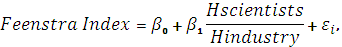 Feenstra Index = β₀ + β₁ Hscientists/Hindustry + εᵢ,